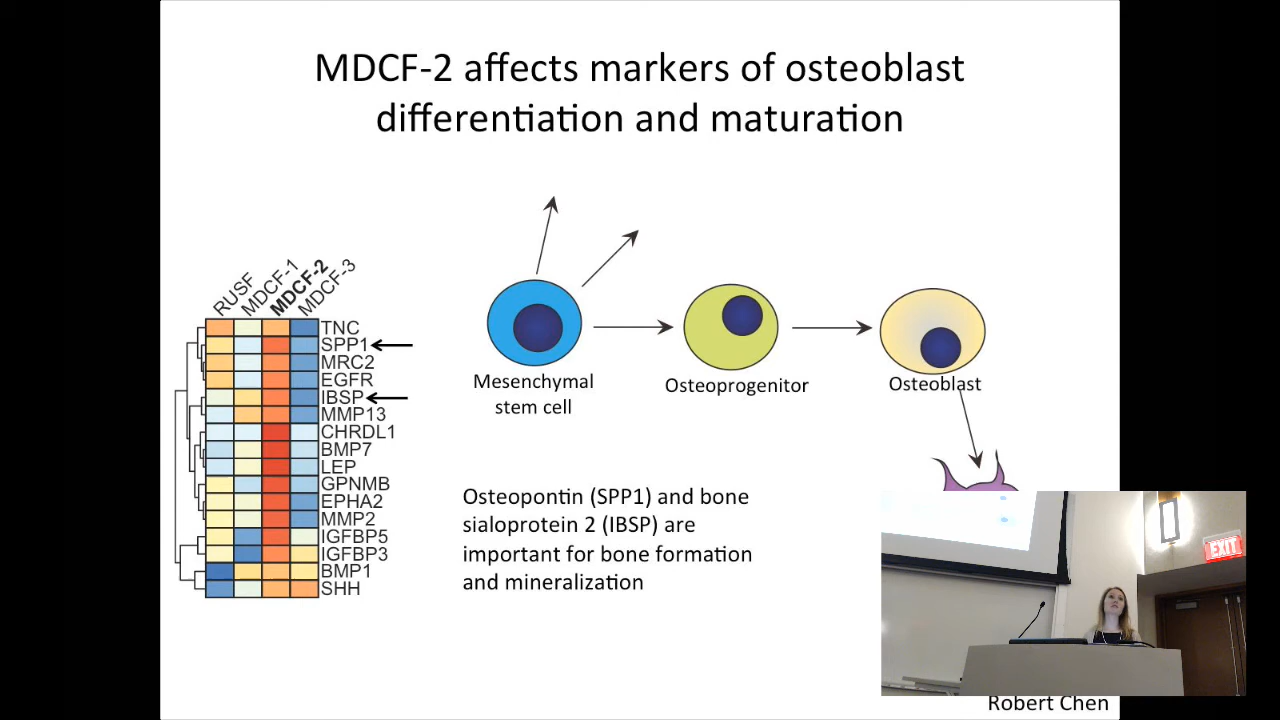 MDCF-2 affects markers of osteoblast
differentiation and maturation
RUSF
MDCF-1
MDCF-2
MDCF-3
TNC
SPP1
MRC2
EGFR
IBSP
MMP13
CHRDL1
BMP7
LEP
GPNMB
EPHA2
MMP2
IGFBP5
IGFBP3
BMP1
SHH
Mesenchymal
stem cell
Osteoprogenitor
Osteoblast
Osteopontin (SPP1) and bone
sialoprotein 2 (IBSP) are
important for bone formation
and mineralization
EXIT
Robert Chen